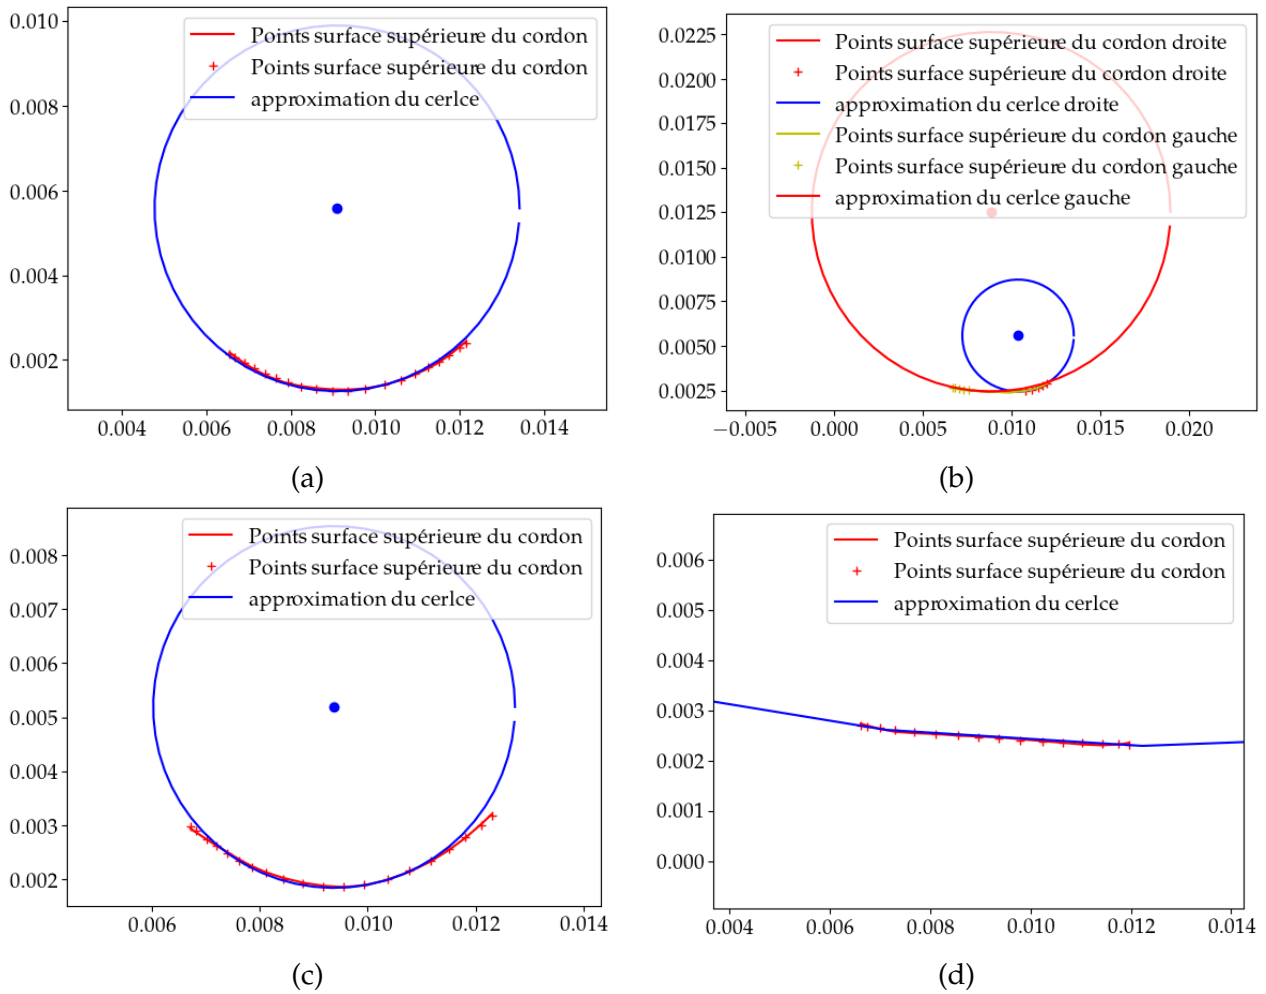 0.010
0.008
0.006
0.004
0.002
Points surface supérieure du cordon
Points surface supérieure du cordon
approximation du cerlce
0.004 0.006 0.008 0.010 0.012 0.014
(a)
0.0225
0.0200
0.0175
0.0150
0.0125
0.0100
0.0075
0.0050
0.0025
Points surface supérieure du cordon droite
Points surface supérieure du cordon droite
approximation du cerlce droite
Points surface supérieure du cordon gauche
Points surface supérieure du cordon gauche
approximation du cerlce gauche
−0.005 0.000 0.005 0.010 0.015 0.020
(b)
0.008
0.007
0.006
0.005
0.004
0.003
0.002
Points surface supérieure du cordon
Points surface supérieure du cordon
approximation du cerlce
0.006 0.008 0.010 0.012 0.014
(c)
0.006
0.005
0.004
0.003
0.002
0.001
0.000
Points surface supérieure du cordon
Points surface supérieure du cordon
approximation du cerlce
0.004 0.006 0.008 0.010 0.012 0.014
(d)